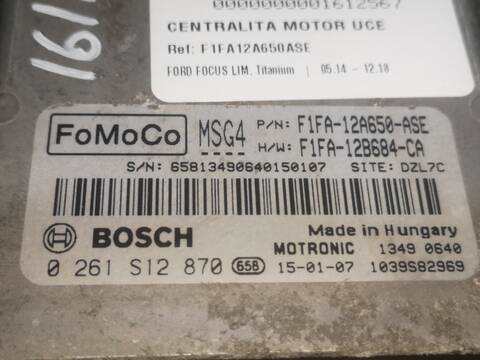 0000000001612567
CENTRALITA MOTOR UCE
Ref: F1FA12A650ASE
FORD FOCUS LIM. Titanium | 05.14 - 12.18
1611
FoMoCo MSG4 P/N: F1FA-12A650-ASE
H/W: F1FA-12B684-CA
S/N: 65813490640150107 SITE: DZL7C
BOSCH Made in Hungary
MOTRONIC 1349 0640
0 261 S12 870 658 15-01-07 1039S82969